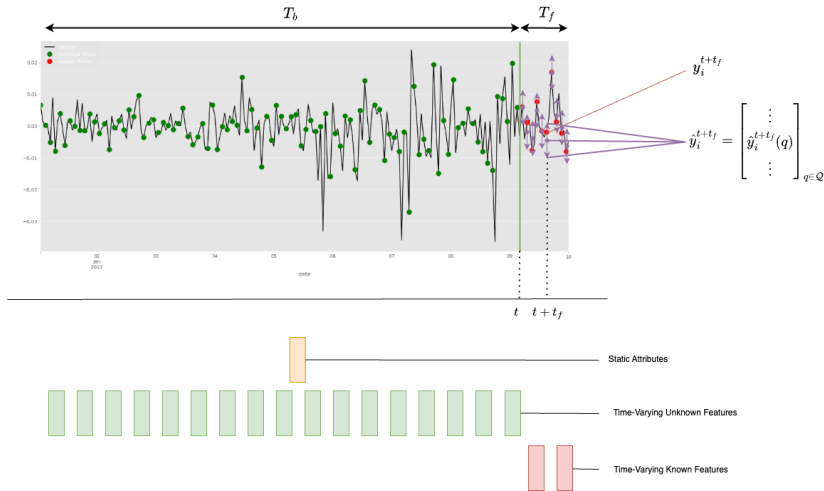 T_b
T_f
0.02
0.01
0.00
−0.01
−0.02
−0.03
02
Jan
2022
03
04
05
06
07
08
09
10
date
y_i^{t+t_f}
ŷ_i^{t+t_f} = [⋮ ŷ_i^{t+t_f}(q) ⋮]_{q∈Q}
t
t + t_f
Static Attributes
Time-Varying Unknown Features
Time-Varying Known Features